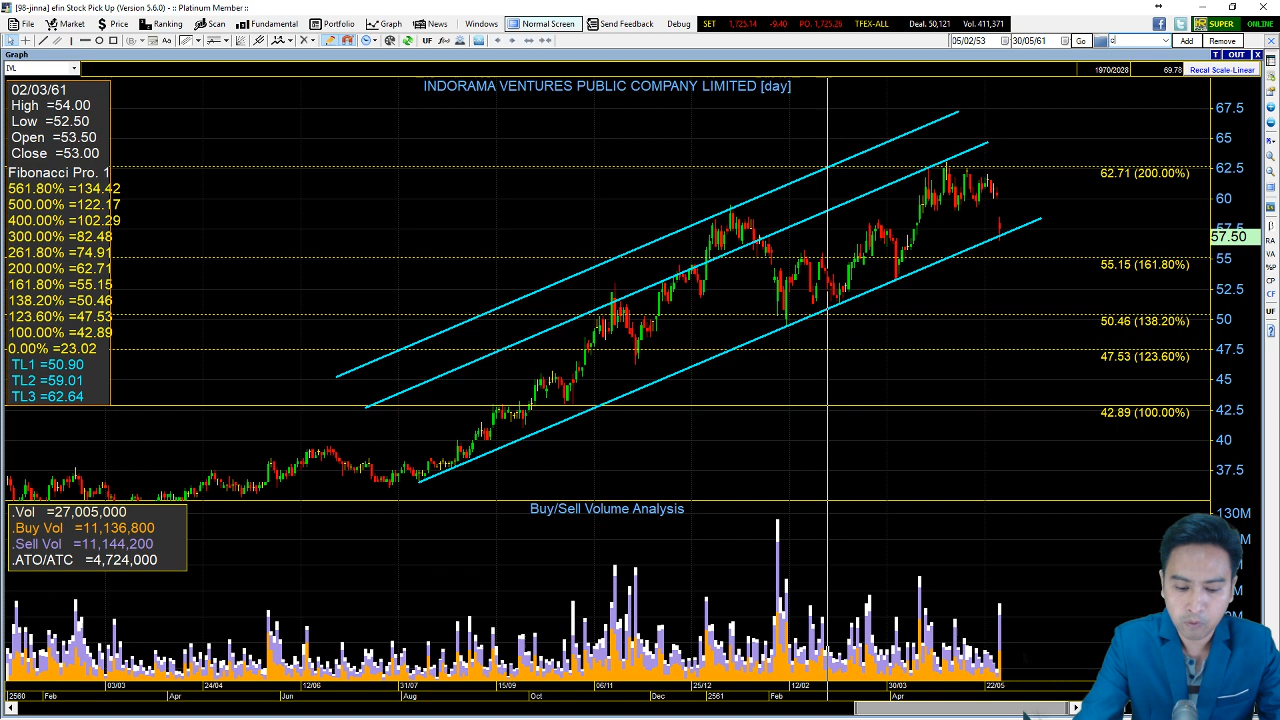 [98-jinna] efin Stock Pick Up (Version 5.6.0) -- Platinum Member --
File Market Price Ranking Scan Fundamental Portfolio Graph News Windows Normal Screen Send Feedback Debug SET 1,725.14 -9.40 PO. 1,725.26 TFEX-ALL Deal. 50,121 Vol. 411,371 SUPER ONLINE
UF 05/02/53 30/05/61 Go Add Remove
Graph T OUT X
IVL 1970/2028 69.78 Recal Scale-Linear
INDORAMA VENTURES PUBLIC COMPANY LIMITED [day]
02/03/61
High =54.00
Low =52.50
Open =53.50
Close =53.00
Fibonacci Pro. 1
561.80% =134.42
500.00% =122.17
400.00% =102.29
300.00% =82.48
261.80% =74.91
200.00% =62.71
161.80% =55.15
138.20% =50.46
123.60% =47.53
100.00% =42.89
0.00% =23.02
TL1 =50.90
TL2 =59.01
TL3 =62.64
67.5
65
62.5
62.71 (200.00%)
60
57.50
55
55.15 (161.80%)
52.5
50
50.46 (138.20%)
47.5
47.53 (123.60%)
45
42.5
42.89 (100.00%)
40
37.5
RA
VA
%P
CP
CF
UF
Buy/Sell Volume Analysis
.Vol =27,005,000
.Buy Vol =11,136,800
.Sell Vol =11,144,200
.ATO/ATC =4,724,000
130M
03/03 24/04 12/06 31/07 15/09 06/11 26/12 12/02 30/03 22/05
2560 Feb Apr Jun Aug Oct Dec 2561 Feb Apr